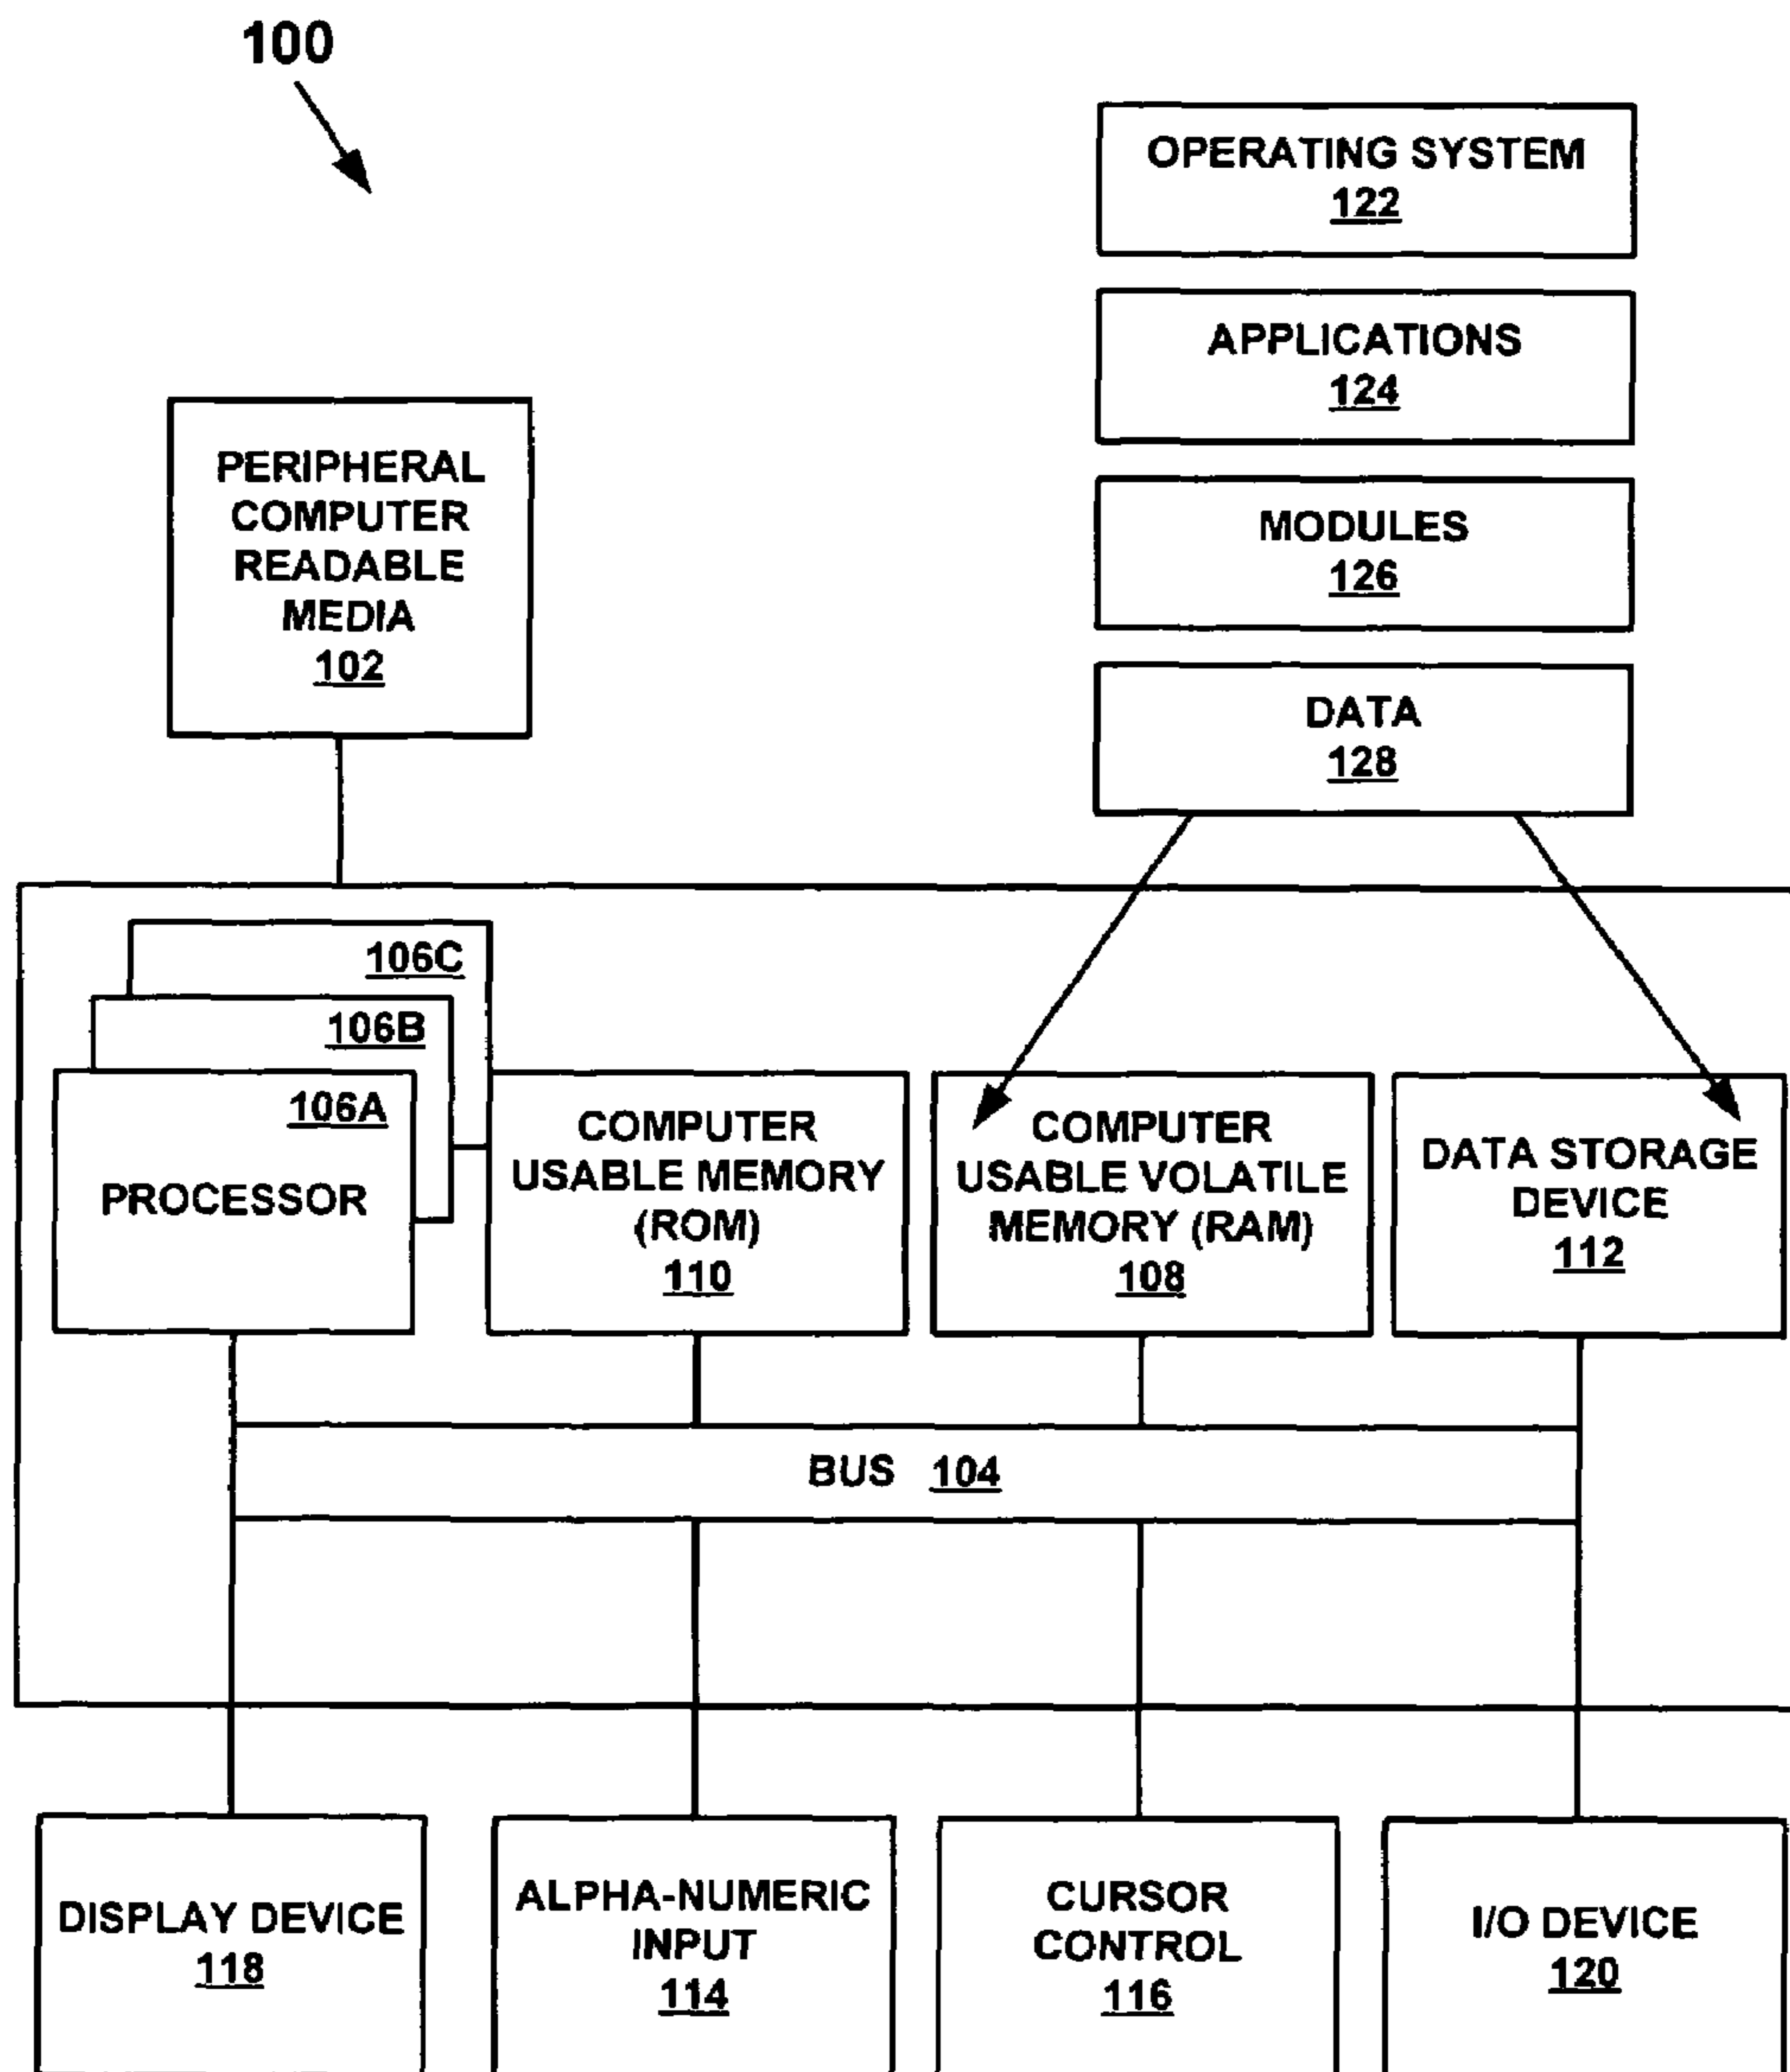 100
OPERATING SYSTEM
122
APPLICATIONS
124
MODULES
126
DATA
128
PERIPHERAL
COMPUTER
READABLE
MEDIA
102
106C
106B
106A
PROCESSOR
COMPUTER
USABLE MEMORY
(ROM)
110
COMPUTER
USABLE VOLATILE
MEMORY (RAM)
108
DATA STORAGE
DEVICE
112
BUS 104
DISPLAY DEVICE
118
ALPHA-NUMERIC
INPUT
114
CURSOR
CONTROL
116
I/O DEVICE
120